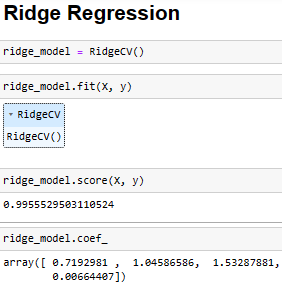 Ridge Regression
ridge_model = RidgeCV()
ridge_model.fit(X, y)
RidgeCV
RidgeCV()
ridge_model.score(X, y)
0.9955529503110524
ridge_model.coef_
array([ 0.7192981 , 1.04586586, 1.53287881,
0.00664407])